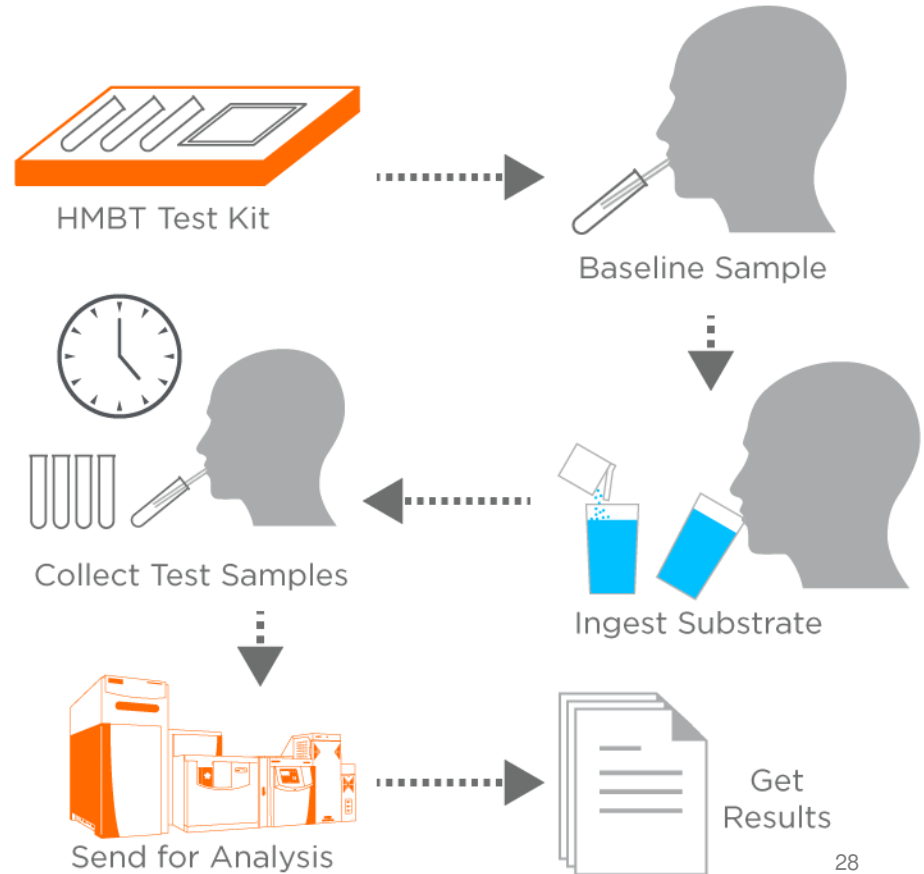 HMBT Test Kit
Baseline Sample
Ingest Substrate
Collect Test Samples
Send for Analysis
Get
Results
28